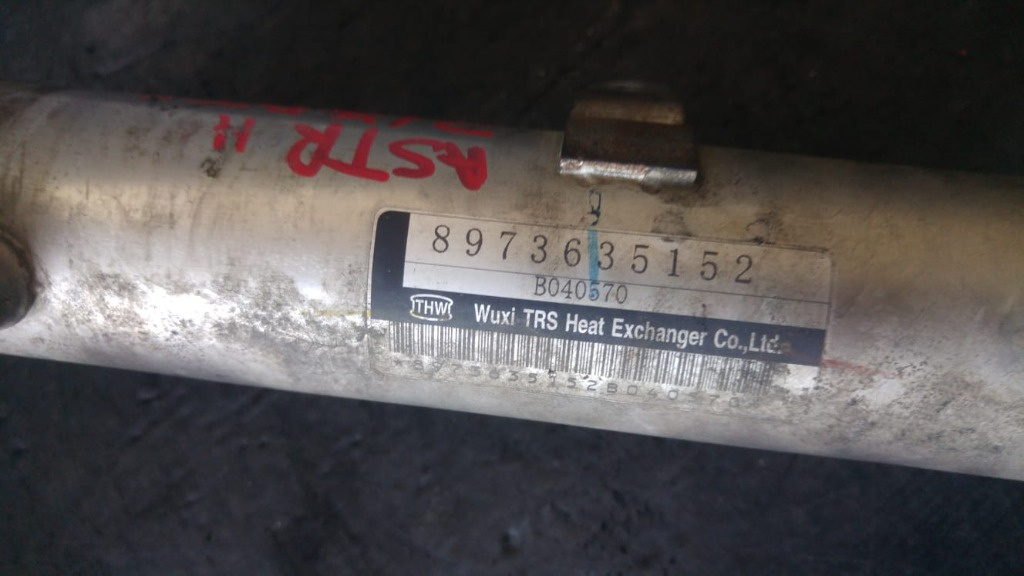 ASTR H
8973635152
B040570
THW Wuxi TRS Heat Exchanger Co.,Ltd.